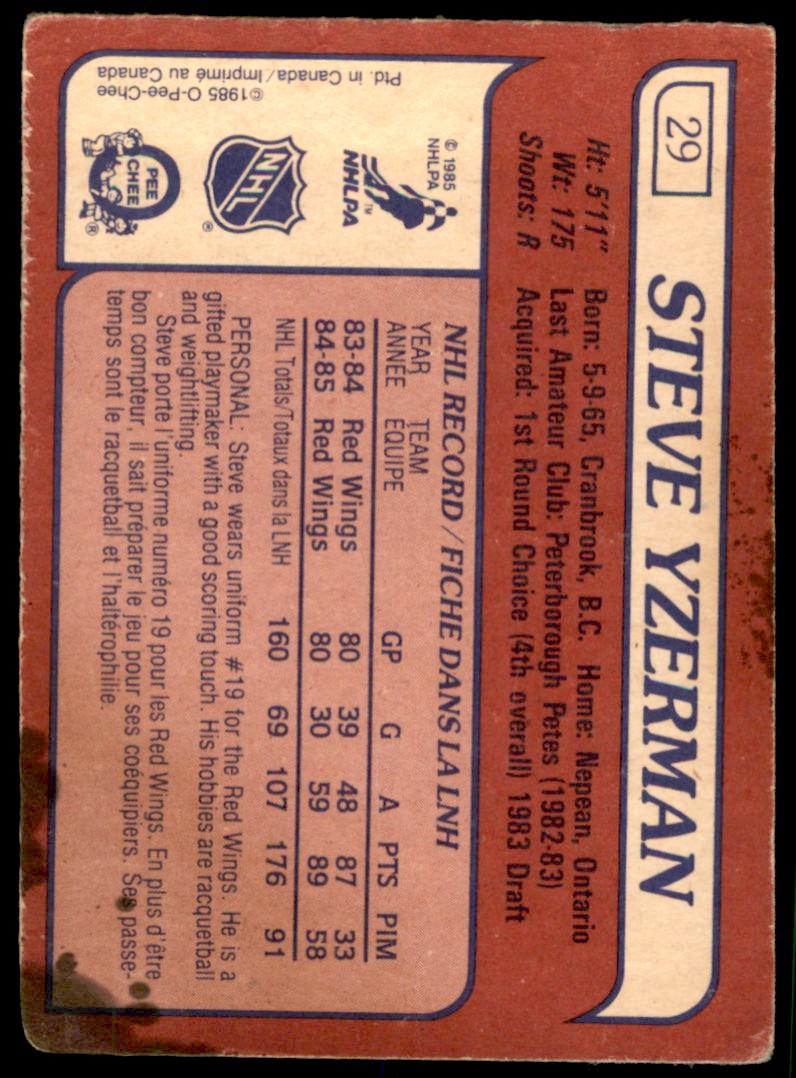 29
STEVE YZERMAN
Ht: 5'11" Born: 5-9-65, Cranbrook, B.C. Home: Nepean, Ontario
Wt: 175 Last Amateur Club: Peterborough Petes (1982-83)
Shoots: R Acquired: 1st Round Choice (4th overall) 1983 Draft
© 1985
NHLPA
NHLPA™
NHL®
PEE
CHEE
®
©1985 O-Pee-Chee
Ptd. in Canada/Imprimé au Canada
NHL RECORD/FICHE DANS LA LNH
YEAR TEAM
ANNÉE ÉQUIPE GP G A PTS PIM
83-84 Red Wings 80 39 48 87 33
84-85 Red Wings 80 30 59 89 58
NHL Totals/Totaux dans la LNH 160 69 107 176 91
PERSONAL: Steve wears uniform #19 for the Red Wings. He is a
gifted playmaker with a good scoring touch. His hobbies are racquetball
and weightlifting.
Steve porte l'uniforme numéro 19 pour les Red Wings. En plus d'être
bon compteur, il sait préparer le jeu pour ses coéquipiers. Ses passe-
temps sont le racquetball et l'haltérophilie.